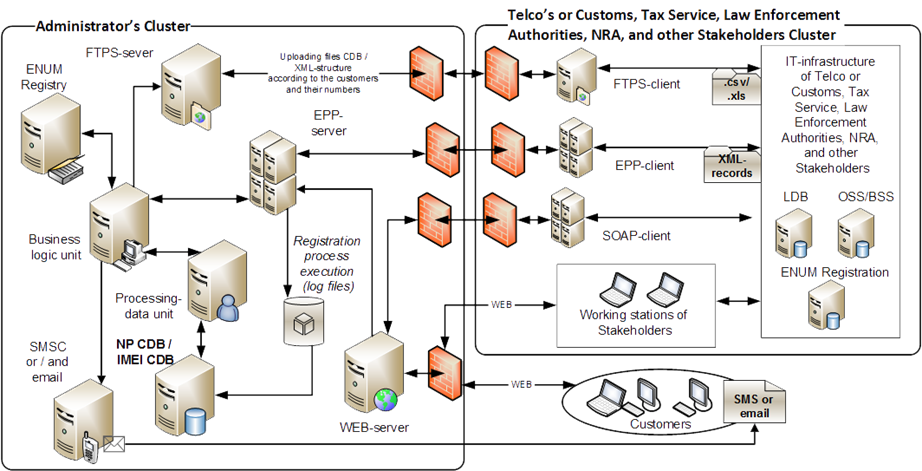 Administrator's Cluster
Telco's or Customs, Tax Service, Law Enforcement
Authorities, NRA, and other Stakeholders Cluster
FTPS-sever
ENUM
Registry
Uploading files CDB /
XML-structure
according to the customers
and their numbers
EPP-
server
FTPS-client
.csv/
.xls
IT-infrastructure
of Telco or
Customs, Tax
Service, Law
Enforcement
Authorities, NRA,
and other
Stakeholders
EPP-client
XML-
records
LDB
OSS/BSS
SOAP-client
ENUM Registration
Business
logic unit
Registration
process
execution
(log files)
Processing-
data unit
WEB
Working stations of
Stakeholders
SMSC
or / and
email
NP CDB /
IMEI CDB
WEB-server
WEB
Customers
SMS or
email